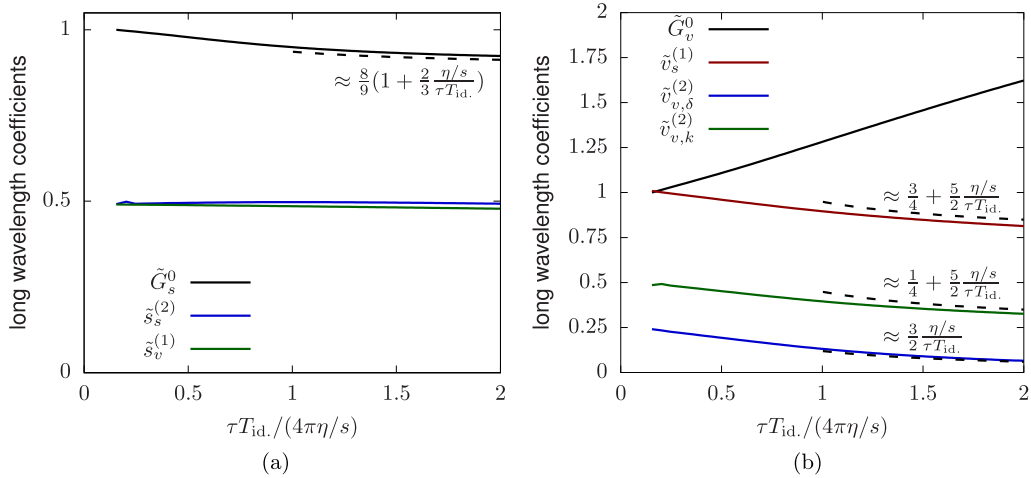 long wavelength coefficients
1
0.5
0
≈ 8/9(1 + 2/3 η/s/τT_id.)
G̃_s^0
s̃_s^(2)
s̃_v^(1)
0 0.5 1 1.5 2
τT_id./(4πη/s)
(a)
long wavelength coefficients
2
1.75
1.5
1.25
1
0.75
0.5
0.25
0
G̃_v^0
ṽ_s^(1)
ṽ_v,δ^(2)
ṽ_v,k^(2)
≈ 3/4 + 5/2 η/s/τT_id.
≈ 1/4 + 5/2 η/s/τT_id.
≈ 3/2 η/s/τT_id.
0 0.5 1 1.5 2
τT_id./(4πη/s)
(b)